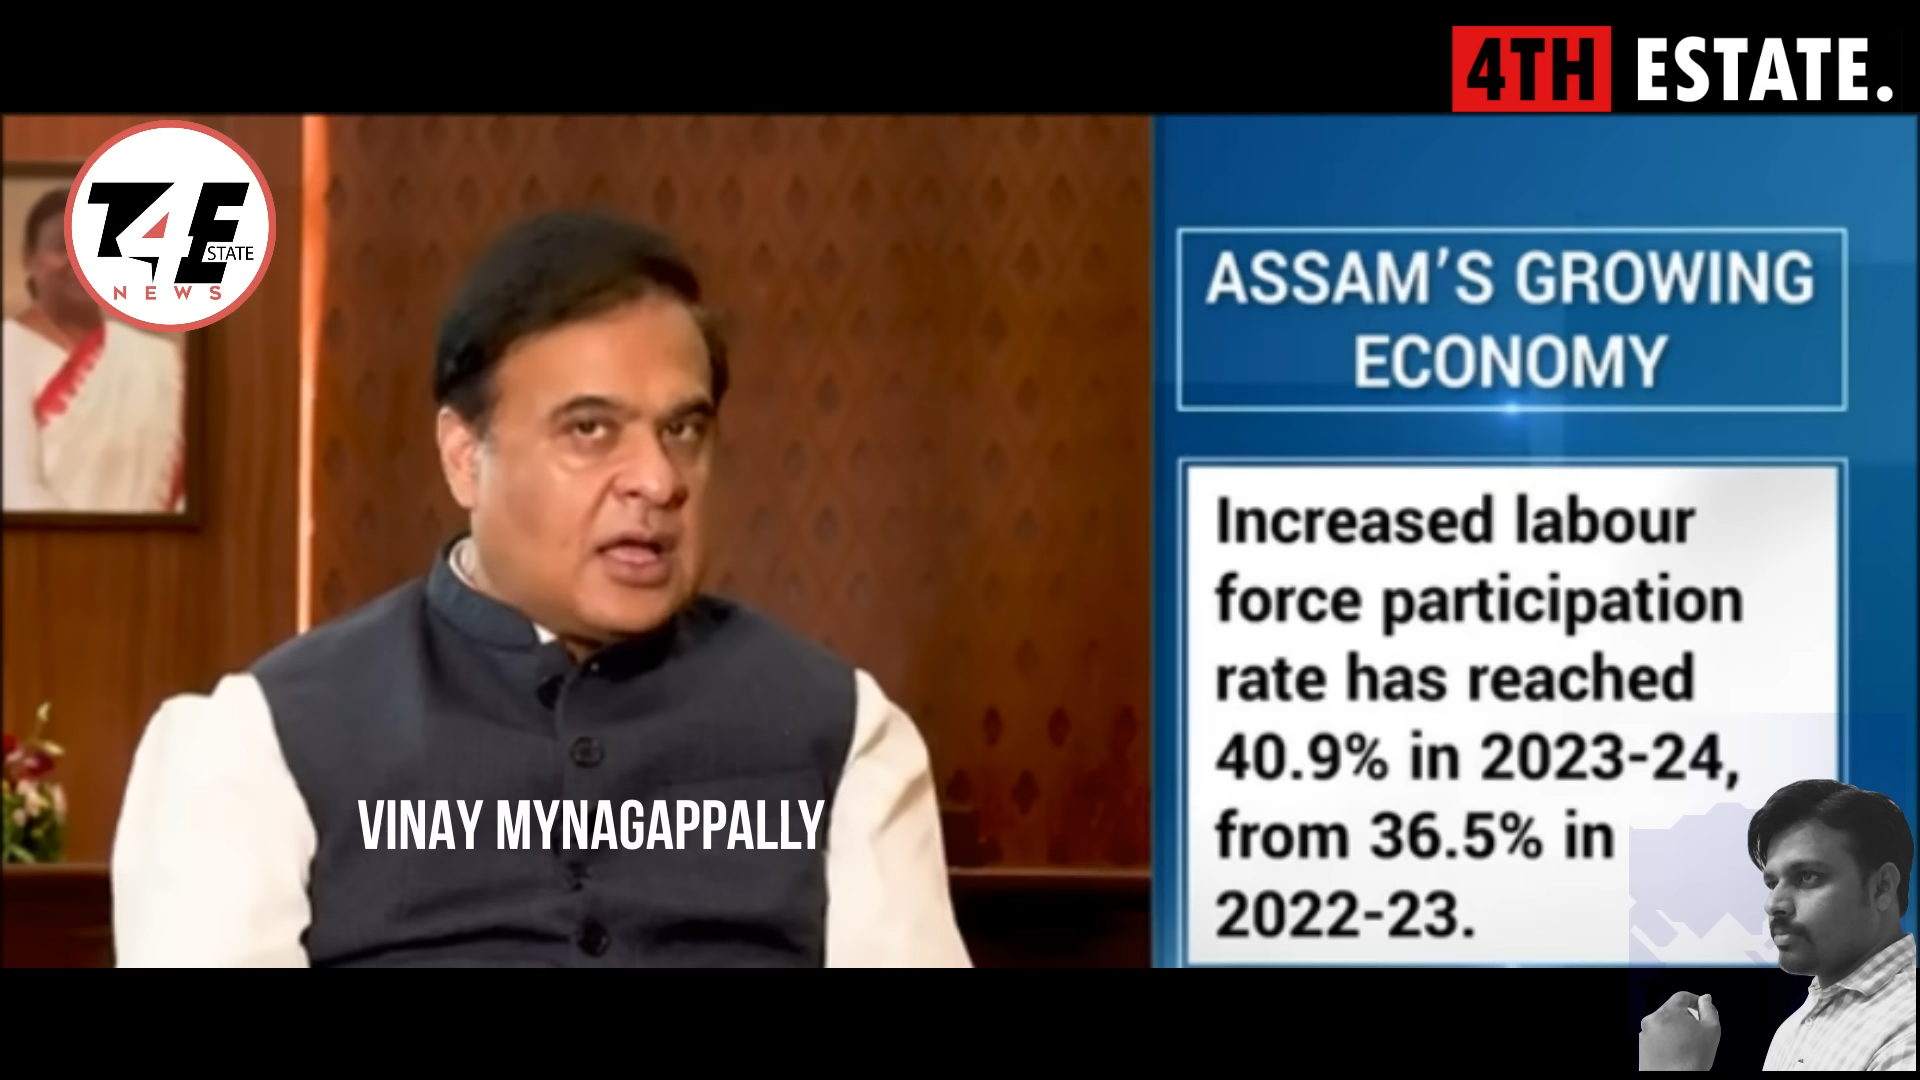 4TH ESTATE.
T4E
STATE
NEWS
ASSAM'S GROWING
ECONOMY
Increased labour
force participation
rate has reached
40.9% in 2023-24,
from 36.5% in
2022-23.
VINAY MYNAGAPPALLY